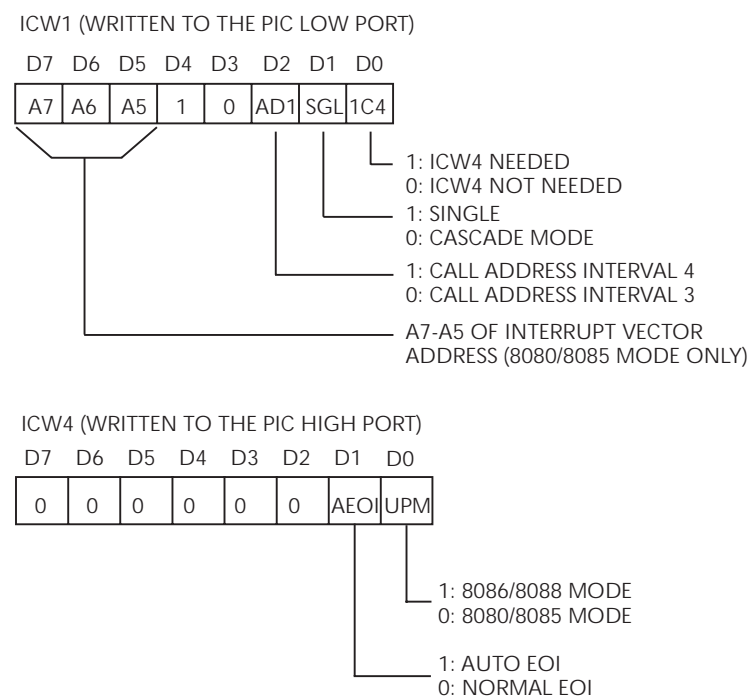 ICW1 (WRITTEN TO THE PIC LOW PORT)
D7 D6 D5 D4 D3 D2 D1 D0
A7 A6 A5 1 0 AD1 SGL 1C4
1: ICW4 NEEDED
0: ICW4 NOT NEEDED
1: SINGLE
0: CASCADE MODE
1: CALL ADDRESS INTERVAL 4
0: CALL ADDRESS INTERVAL 3
A7-A5 OF INTERRUPT VECTOR
ADDRESS (8080/8085 MODE ONLY)
ICW4 (WRITTEN TO THE PIC HIGH PORT)
D7 D6 D5 D4 D3 D2 D1 D0
0 0 0 0 0 0 AEOI UPM
1: 8086/8088 MODE
0: 8080/8085 MODE
1: AUTO EOI
0: NORMAL EOI